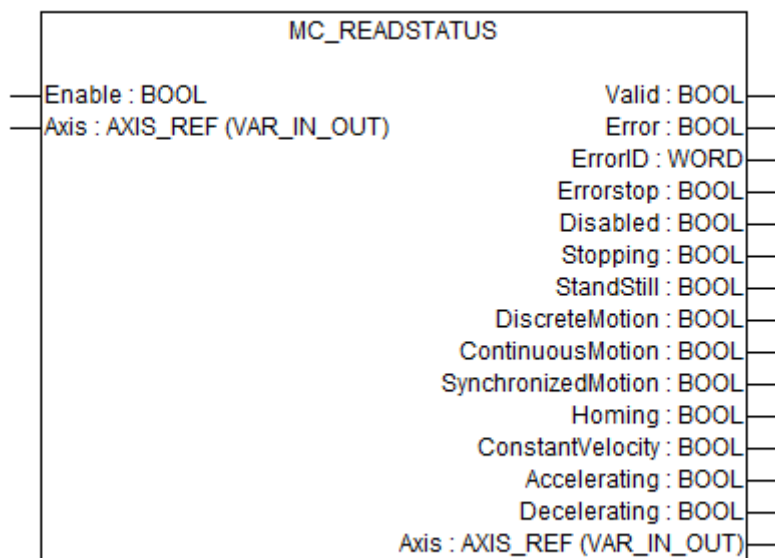 MC_READSTATUS
Enable : BOOL Valid : BOOL
Axis : AXIS_REF (VAR_IN_OUT) Error : BOOL
ErrorID : WORD
Errorstop : BOOL
Disabled : BOOL
Stopping : BOOL
StandStill : BOOL
DiscreteMotion : BOOL
ContinuousMotion : BOOL
SynchronizedMotion : BOOL
Homing : BOOL
ConstantVelocity : BOOL
Accelerating : BOOL
Decelerating : BOOL
Axis : AXIS_REF (VAR_IN_OUT)